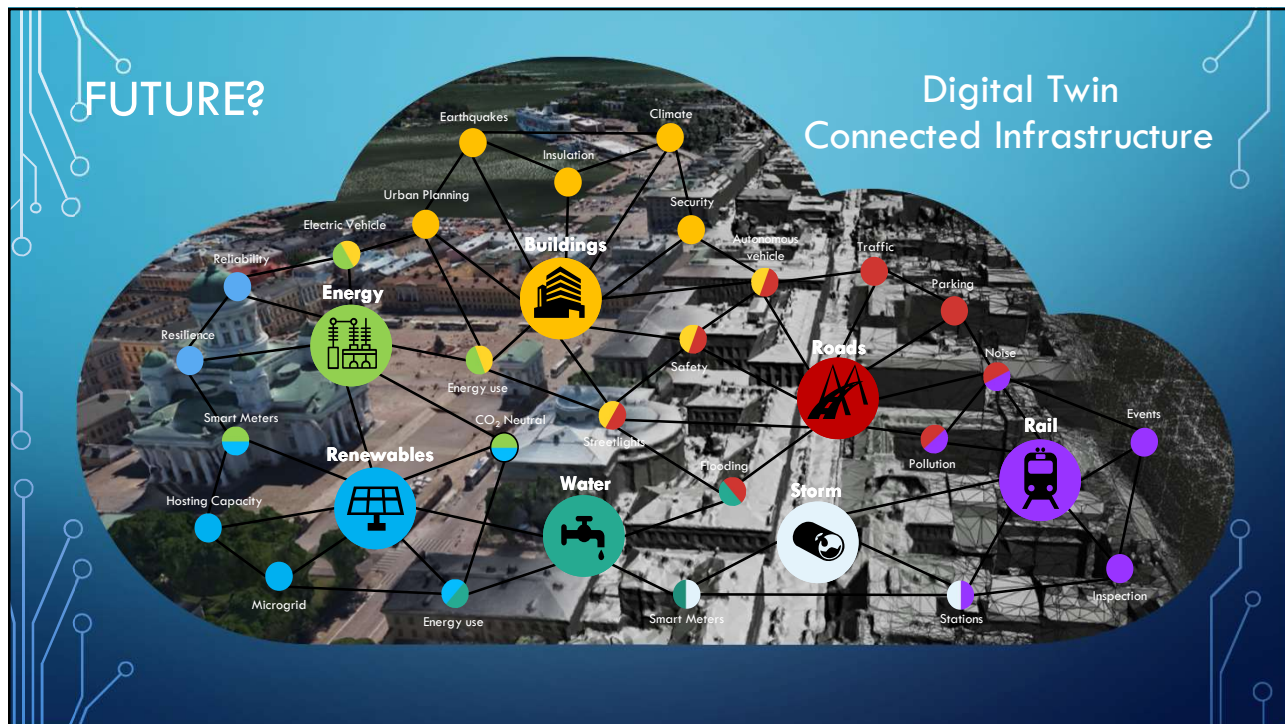 FUTURE?
Digital Twin
Connected Infrastructure
Earthquakes
Climate
Insulation
Urban Planning
Security
Electric Vehicle
Buildings
Autonomous
vehicle
Traffic
Reliability
Energy
Parking
Resilience
Roads
Noise
Safety
Energy use
Smart Meters
CO₂ Neutral
Streetlights
Events
Rail
Renewables
Pollution
Flooding
Water
Storm
Hosting Capacity
Microgrid
Energy use
Smart Meters
Stations
Inspection